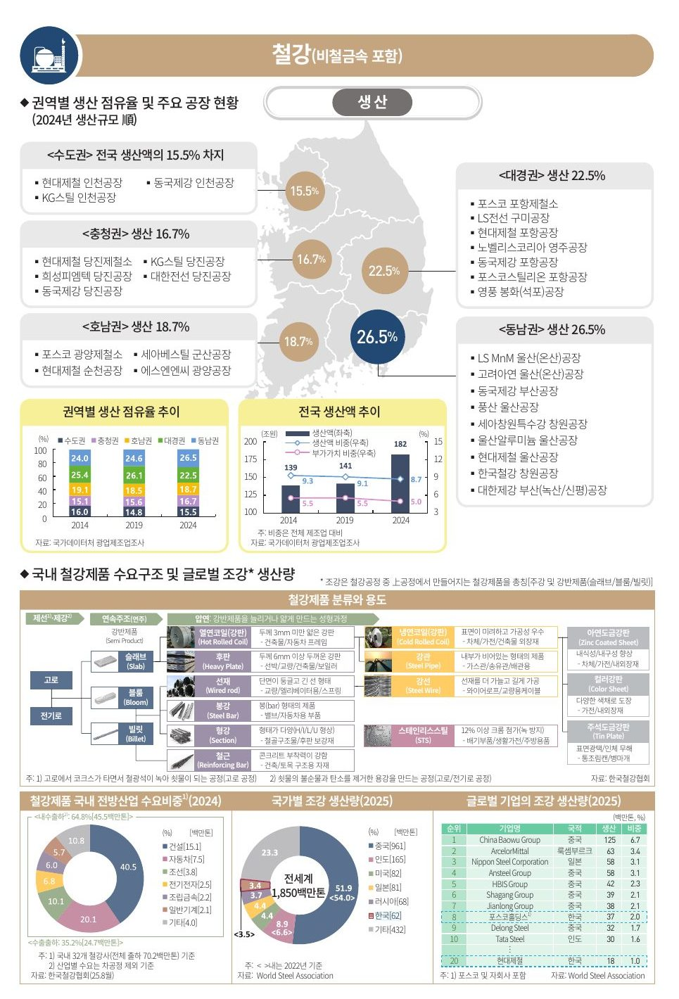 철강(비철금속 포함)
◆ 권역별 생산 점유율 및 주요 공장 현황
(2024년 생산규모 順)
생 산
<수도권> 전국 생산액의 15.5% 차지
▪ 현대제철 인천공장 ▪ 동국제강 인천공장
▪ KG스틸 인천공장
15.5%
<충청권> 생산 16.7%
▪ 현대제철 당진제철소 ▪ KG스틸 당진공장
▪ 희성피엠텍 당진공장 ▪ 대한전선 당진공장
▪ 동국제강 당진공장
16.7%
<호남권> 생산 18.7%
▪ 포스코 광양제철소 ▪ 세아베스틸 군산공장
▪ 현대제철 순천공장 ▪ 에스엔엔씨 광양공장
18.7%
<대경권> 생산 22.5%
▪ 포스코 포항제철소
▪ LS전선 구미공장
▪ 현대제철 포항공장
▪ 노벨리스코리아 영주공장
▪ 동국제강 포항공장
▪ 포스코스틸리온 포항공장
▪ 영풍 봉화(석포)공장
22.5%
<동남권> 생산 26.5%
▪ LS MnM 울산(온산)공장
▪ 고려아연 울산(온산)공장
▪ 동국제강 부산공장
▪ 풍산 울산공장
▪ 세아창원특수강 창원공장
▪ 울산알루미늄 울산공장
▪ 현대제철 울산공장
▪ 한국철강 창원공장
▪ 대한제강 부산(녹산/신평)공장
26.5%
권역별 생산 점유율 추이
(%) ■ 수도권 ■ 충청권 ■ 호남권 ■ 대경권 ■ 동남권
100
80
60
40
20
0
24.0 24.6 26.5
25.4 26.1 22.5
19.1 18.5 18.7
15.1 15.6 16.7
16.0 14.8 15.5
2014 2019 2024
자료: 국가데이터처 광업제조업조사
전국 생산액 추이
(조원) 생산액(좌축) (%)
생산액 비중(우축)
부가가치 비중(우축)
200 15
175 12
150 9
125 6
100 3
139 141 182
9.3 9.1 8.7
5.5 5.5 5.0
2014 2019 2024
주: 비중은 전체 제조업 대비
자료: 국가데이터처 광업제조업조사
◆ 국내 철강제품 수요구조 및 글로벌 조강* 생산량
* 조강은 철강공정 중 上공정에서 만들어지는 철강제품을 총칭[주강 및 강반제품(슬래브/블룸/빌릿)]
철강제품 분류와 용도
제선1)·제강2) 연속주조(연주) 압연: 강반제품을 늘리거나 얇게 만드는 성형과정
강반제품
(Semi Product)
고로
전기로
슬래브
(Slab)
블룸
(Bloom)
빌릿
(Billet)
열연코일(강판)
(Hot Rolled Coil)
두께 3mm 미만 얇은 강판
- 건축물/자동차 프레임
후판
(Heavy Plate)
두께 6mm 이상 두꺼운 강판
- 선박/교량/건축물/보일러
선재
(Wired rod)
단면이 둥글고 긴 선 형태
- 교량/엘리베이터용/스프링
봉강
(Steel Bar)
봉(bar) 형태의 제품
- 밸브/자동차용 부품
형강
(Section)
형태가 다양(H/I/L/U 형상)
- 철골구조물/후판 보강재
철근
(Reinforcing Bar)
콘크리트 부착력이 강함
- 건축/토목 구조용 자재
냉연코일(강판)
(Cold Rolled Coil)
표면이 미려하고 가공성 우수
- 차체/가전/건축물 외장재
강관
(Steel Pipe)
내부가 비어있는 형태의 제품
- 가스관/송유관/배관용
강선
(Steel Wire)
선재를 더 가늘고 길게 가공
- 와이어로프/교량용케이블
스테인리스스틸
(STS)
12% 이상 크롬 첨가(녹 방지)
- 배기부품/생활가전/주방용품
아연도금강판
(Zinc Coated Sheet)
내식성/내구성 향상
- 차체/가전/내외장재
컬러강판
(Color Sheet)
다양한 색채로 도장
- 가전/내외장재
주석도금강판
(Tin Plate)
표면광택/인체 무해
- 통조림캔/병마개
주: 1) 고로에서 코크스가 타면서 철광석이 녹아 쇳물이 되는 공정(고로 공정) 2) 쇳물의 불순물과 탄소를 제거한 용강을 만드는 공정(고로/전기로 공정) 자료: 한국철강협회
철강제품 국내 전방산업 수요비중1)(2024)
<내수출하2): 64.8%[45.5백만톤]>
(%) [백만톤]
■ 건설[15.1]
■ 자동차[7.5]
■ 조선[3.8]
■ 전기전자[2.5]
■ 조립금속[2.2]
■ 일반기계[2.1]
■ 기타[4.0]
40.5
20.1
10.1
6.8
6.0
5.7
10.8
<수출출하: 35.2%[24.7백만톤]>
주: 1) 국내 32개 철강사(전체 출하 70.2백만톤) 기준
2) 산업별 수요는 차공정 제외 기준
자료: 한국철강협회(25.8월)
국가별 조강 생산량(2025)
(%) [백만톤]
■ 중국[961]
■ 인도[165]
■ 미국[82]
■ 일본[81]
■ 러시아[68]
■ 한국[62]
■ 기타[432]
전세계
1,850백만톤
51.9
<54.0>
8.9
<6.6>
4.4
4.4
3.7
3.4
<3.5>
23.3
주: < >내는 2022년 기준
자료: World Steel Association
글로벌 기업의 조강 생산량(2025)
(백만톤, %)
순위 기업명 국적 생산 비중
1 China Baowu Group 중국 125 6.7
2 ArcelorMittal 룩셈부르크 63 3.4
3 Nippon Steel Corporation 일본 58 3.1
4 Ansteel Group 중국 58 3.1
5 HBIS Group 중국 42 2.3
6 Shagang Group 중국 39 2.1
7 Jianlong Group 중국 38 2.1
8 포스코홀딩스1) 한국 37 2.0
9 Delong Steel 중국 32 1.7
10 Tata Steel 인도 30 1.6
⋮
20 현대제철 한국 18 1.0
주: 1) 포스코 및 자회사 포함 자료: World Steel Association